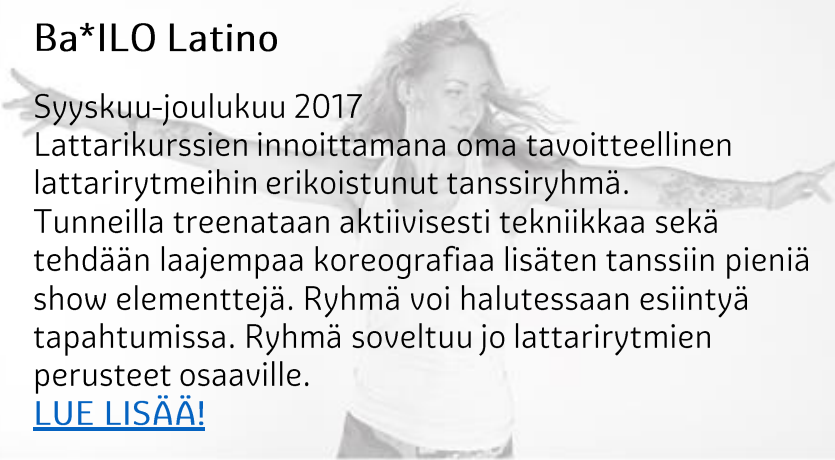 Ba*ILO Latino
Syyskuu-joulukuu 2017
Lattarikurssien innoittamana oma tavoitteellinen
lattarirytmeihin erikoistunut tanssiryhmä.
Tunneilla treenataan aktiivisesti tekniikkaa sekä
tehdään laajempaa koreografiaa lisäten tanssiin pieniä
show elementtejä. Ryhmä voi halutessaan esiintyä
tapahtumissa. Ryhmä soveltuu jo lattarirytmien
perusteet osaaville.
LUE LISÄÄ!